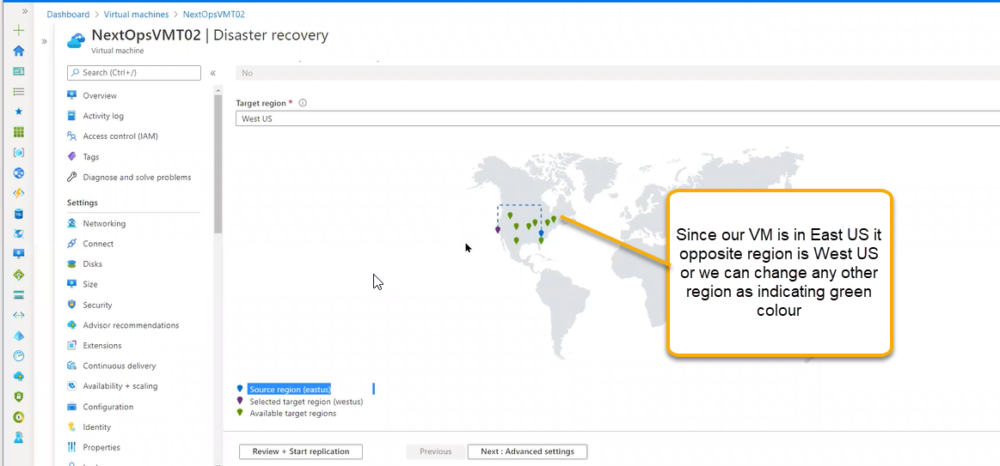 Dashboard > Virtual machines > NextOpsVMT02
NextOpsVMT02 | Disaster recovery
Virtual machine
Search (Ctrl+/)
Overview
Activity log
Access control (IAM)
Tags
Diagnose and solve problems
Settings
Networking
Connect
Disks
Size
Security
Advisor recommendations
Extensions
Continuous delivery
Availability + scaling
Configuration
Identity
Properties
No
Target region *
West US
Since our VM is in East US it
opposite region is West US
or we can change any other
region as indicating green
colour
Source region (eastus)
Selected target region (westus)
Available target regions
Review + Start replication
Previous
Next : Advanced settings